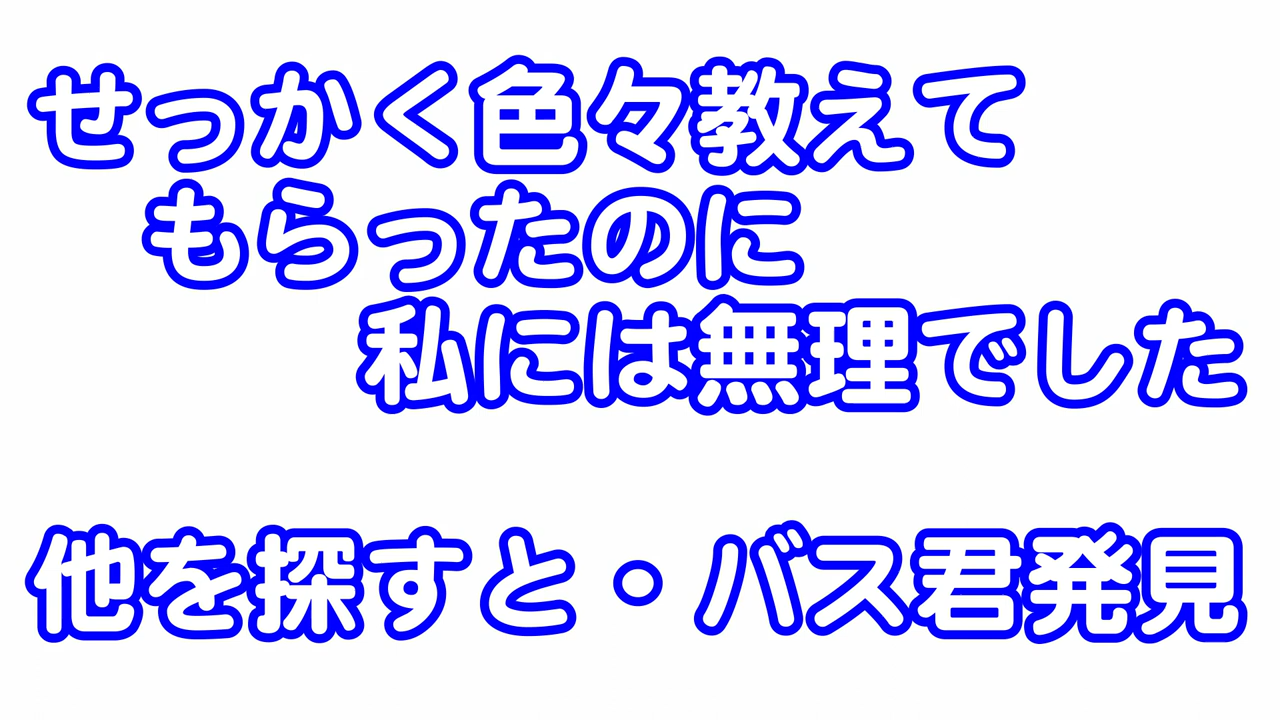 せっかく色々教えて
もらったのに
私には無理でした
他を探すと・バス君発見